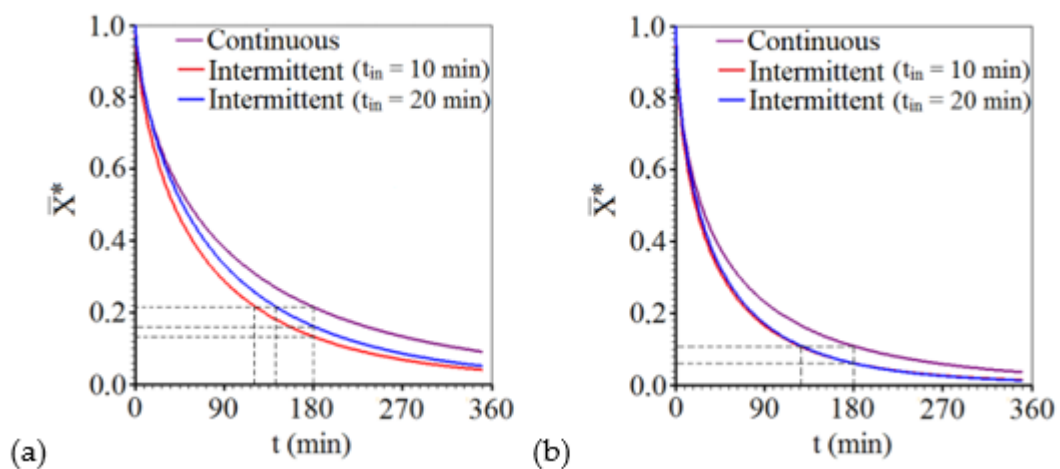 1.0
Continuous
Intermittent (tin = 10 min)
Intermittent (tin = 20 min)
0.8
0.6
X̿*
0.4
0.2
0.0
0 90 180 270 360
t (min)
(a)
1.0
Continuous
Intermittent (tin = 10 min)
Intermittent (tin = 20 min)
0.8
0.6
X̿*
0.4
0.2
0.0
0 90 180 270 360
t (min)
(b)